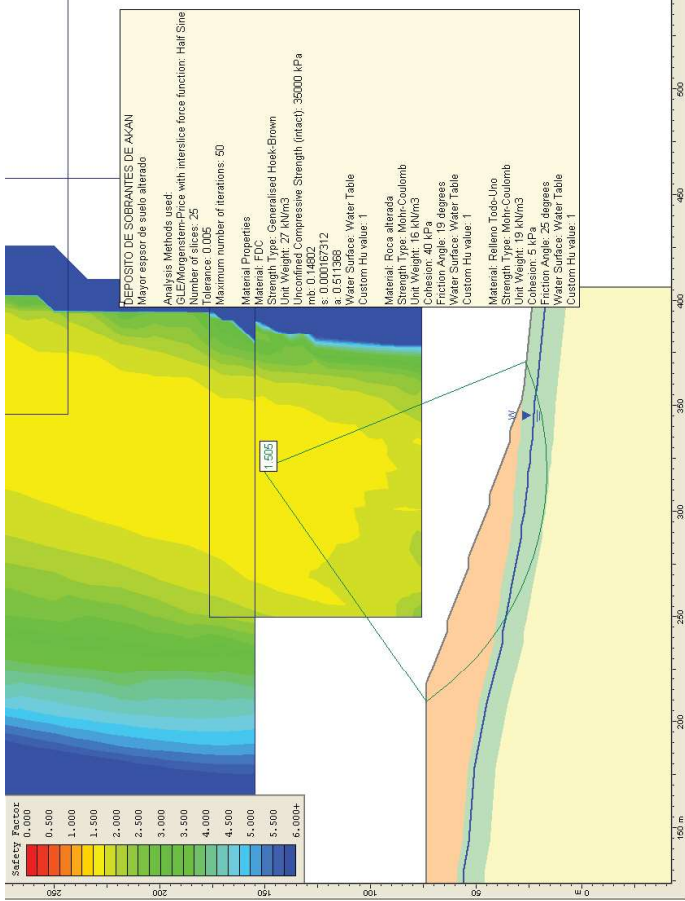 Safety Factor
0.000
0.500
1.000
1.500
2.000
2.500
3.000
3.500
4.000
4.500
5.000
5.500
6.000+
DEPOSITO DE SOBRANTES DE AKAN
Mayor espesor de suelo alterado
Analysis Methods used:
GLE/Morgenstern-Price with interslice force function: Half Sine
Number of slices: 25
Tolerance: 0.005
Maximum number of iterations: 50
Material Properties
Material: FDC
Strength Type: Generalised Hoek-Brown
Unit Weight: 27 kN/m3
Unconfined Compressive Strength (intact): 35000 kPa
mb: 0.14802
s: 0.000167312
a: 0.511368
Water Surface: Water Table
Custom Hu value: 1
Material: Roca alterada
Strength Type: Mohr-Coulomb
Unit Weight: 16 kN/m3
Cohesion: 40 kPa
Friction Angle: 19 degrees
Water Surface: Water Table
Custom Hu value: 1
Material: Relleno Todo-Uno
Strength Type: Mohr-Coulomb
Unit Weight: 19 kN/m3
Cohesion: 5 kPa
Friction Angle: 25 degrees
Water Surface: Water Table
Custom Hu value: 1
1.505
W
250
200
150
100
50
0 m
150 m
200
250
300
350
400
450
500